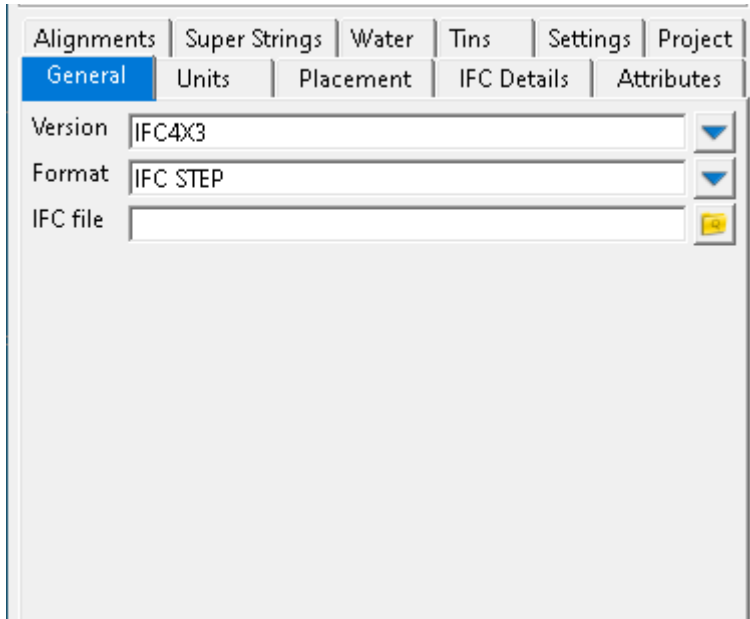 Alignments Super Strings Water Tins Settings Project
General Units Placement IFC Details Attributes
Version IFC4X3
Format IFC STEP
IFC file